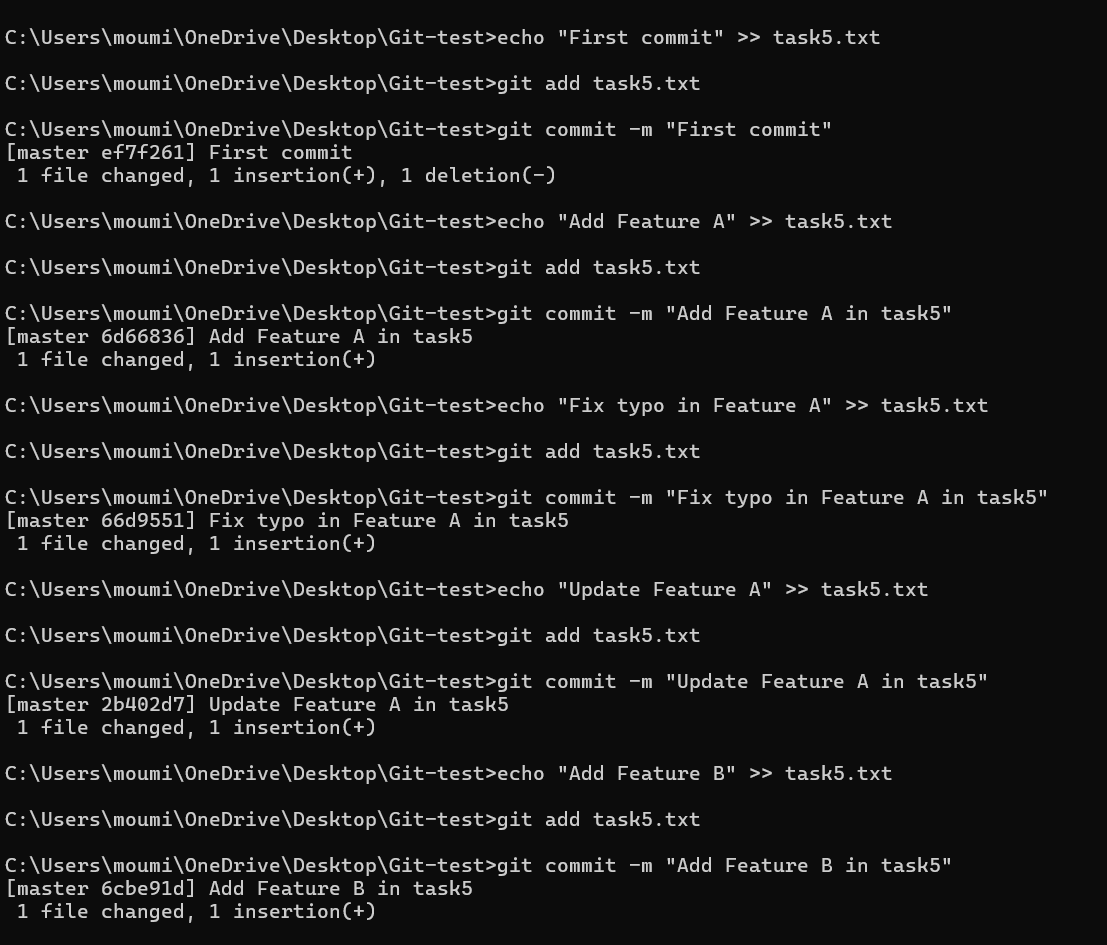 C:\Users\moumi\OneDrive\Desktop\Git-test>echo "First commit" >> task5.txt
C:\Users\moumi\OneDrive\Desktop\Git-test>git add task5.txt
C:\Users\moumi\OneDrive\Desktop\Git-test>git commit -m "First commit"
[master ef7f261] First commit
 1 file changed, 1 insertion(+), 1 deletion(-)
C:\Users\moumi\OneDrive\Desktop\Git-test>echo "Add Feature A" >> task5.txt
C:\Users\moumi\OneDrive\Desktop\Git-test>git add task5.txt
C:\Users\moumi\OneDrive\Desktop\Git-test>git commit -m "Add Feature A in task5"
[master 6d66836] Add Feature A in task5
 1 file changed, 1 insertion(+)
C:\Users\moumi\OneDrive\Desktop\Git-test>echo "Fix typo in Feature A" >> task5.txt
C:\Users\moumi\OneDrive\Desktop\Git-test>git add task5.txt
C:\Users\moumi\OneDrive\Desktop\Git-test>git commit -m "Fix typo in Feature A in task5"
[master 66d9551] Fix typo in Feature A in task5
 1 file changed, 1 insertion(+)
C:\Users\moumi\OneDrive\Desktop\Git-test>echo "Update Feature A" >> task5.txt
C:\Users\moumi\OneDrive\Desktop\Git-test>git add task5.txt
C:\Users\moumi\OneDrive\Desktop\Git-test>git commit -m "Update Feature A in task5"
[master 2b402d7] Update Feature A in task5
 1 file changed, 1 insertion(+)
C:\Users\moumi\OneDrive\Desktop\Git-test>echo "Add Feature B" >> task5.txt
C:\Users\moumi\OneDrive\Desktop\Git-test>git add task5.txt
C:\Users\moumi\OneDrive\Desktop\Git-test>git commit -m "Add Feature B in task5"
[master 6cbe91d] Add Feature B in task5
 1 file changed, 1 insertion(+)